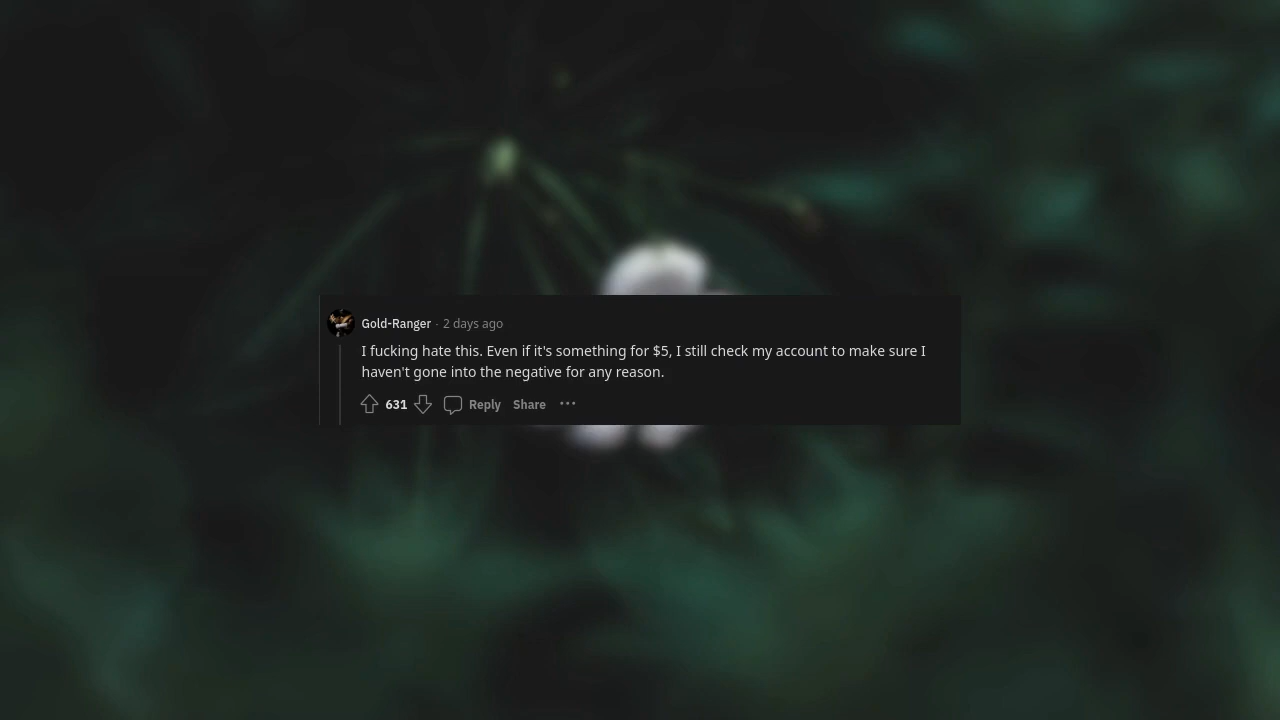 Gold-Ranger · 2 days ago
I fucking hate this. Even if it's something for $5, I still check my account to make sure I
haven't gone into the negative for any reason.
631 Reply Share ···